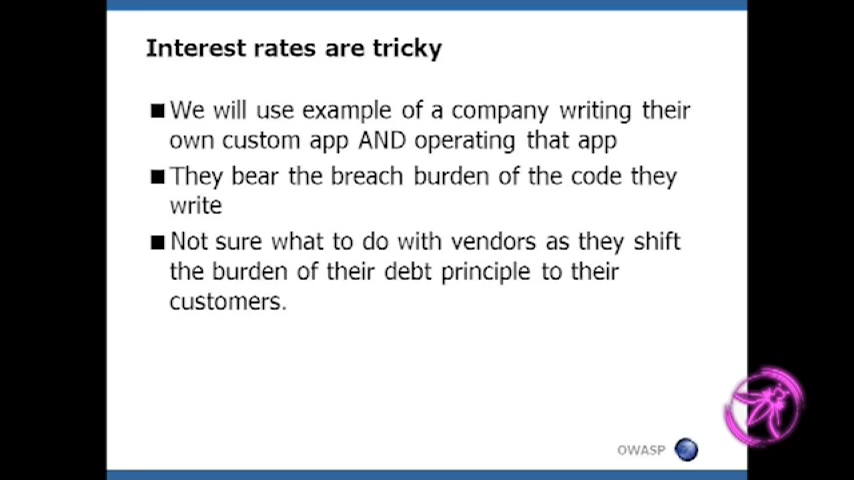 Interest rates are tricky
■ We will use example of a company writing their
own custom app AND operating that app
■ They bear the breach burden of the code they
write
■ Not sure what to do with vendors as they shift
the burden of their debt principle to their
customers.
OWASP